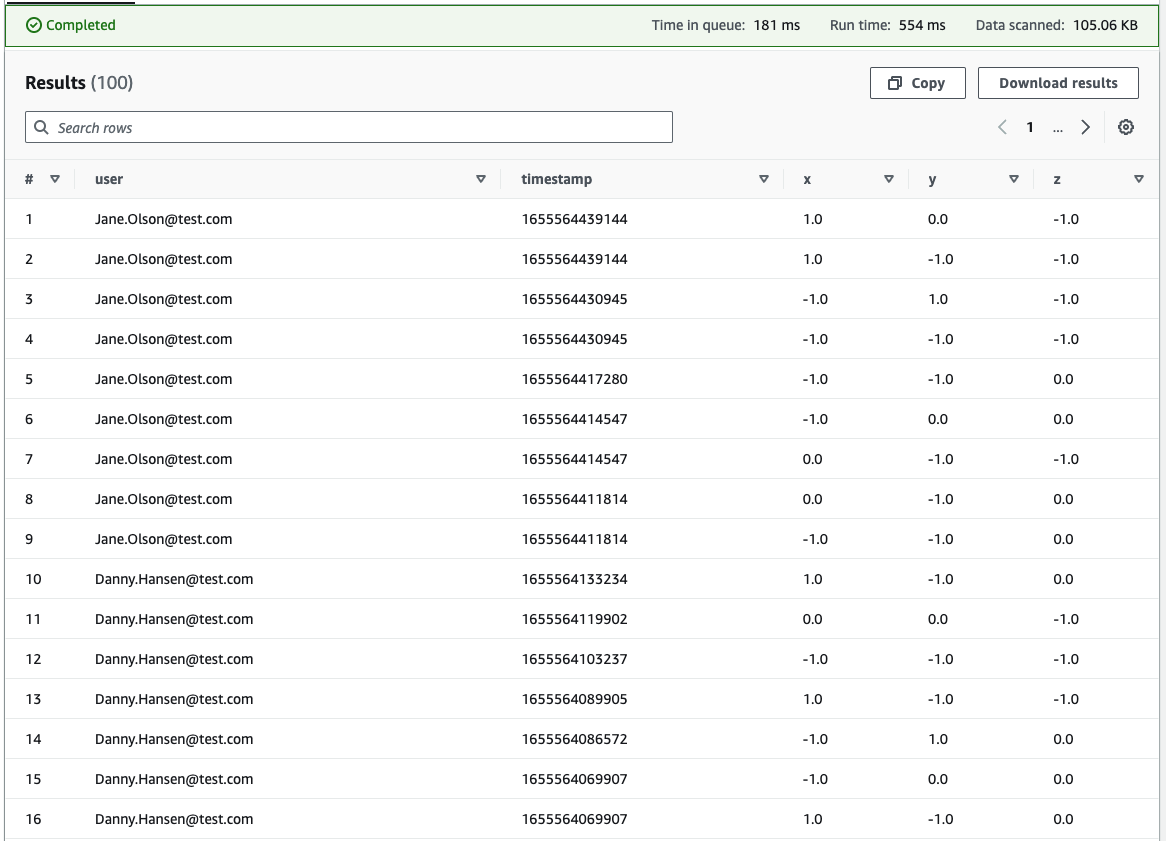 Completed Time in queue: 181 ms Run time: 554 ms Data scanned: 105.06 KB
Results (100) Copy Download results
Search rows 1 ...
# user timestamp x y z
1 Jane.Olson@test.com 1655564439144 1.0 0.0 -1.0
2 Jane.Olson@test.com 1655564439144 1.0 -1.0 -1.0
3 Jane.Olson@test.com 1655564430945 -1.0 1.0 -1.0
4 Jane.Olson@test.com 1655564430945 -1.0 -1.0 -1.0
5 Jane.Olson@test.com 1655564417280 -1.0 -1.0 0.0
6 Jane.Olson@test.com 1655564414547 -1.0 0.0 0.0
7 Jane.Olson@test.com 1655564414547 0.0 -1.0 -1.0
8 Jane.Olson@test.com 1655564411814 0.0 -1.0 0.0
9 Jane.Olson@test.com 1655564411814 -1.0 -1.0 0.0
10 Danny.Hansen@test.com 1655564133234 1.0 -1.0 0.0
11 Danny.Hansen@test.com 1655564119902 0.0 0.0 -1.0
12 Danny.Hansen@test.com 1655564103237 -1.0 -1.0 -1.0
13 Danny.Hansen@test.com 1655564089905 1.0 -1.0 -1.0
14 Danny.Hansen@test.com 1655564086572 -1.0 1.0 0.0
15 Danny.Hansen@test.com 1655564069907 -1.0 0.0 0.0
16 Danny.Hansen@test.com 1655564069907 1.0 -1.0 0.0